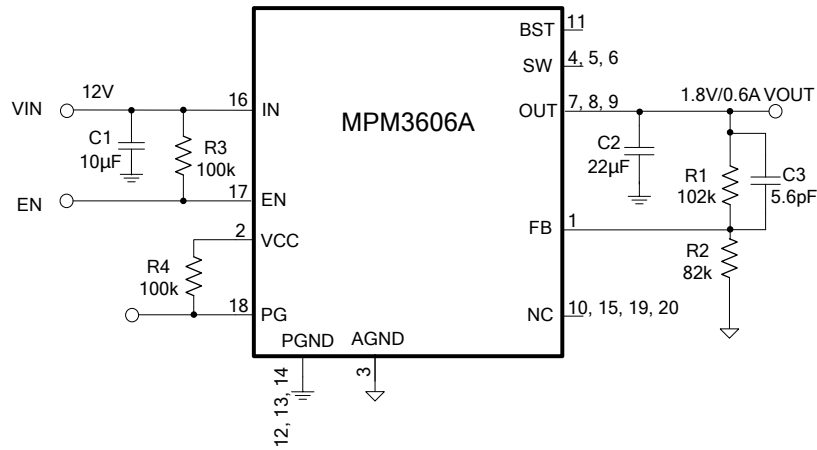 BST 11
SW 4, 5, 6
VIN 12V 16 IN MPM3606A OUT 7, 8, 9 1.8V/0.6A VOUT
C1
10µF
R3
100k
C2
22µF
R1
102k
C3
5.6pF
EN 17 EN
FB 1
2 VCC
R2
82k
R4
100k
18 PG
NC 10, 15, 19, 20
PGND AGND
12, 13, 14
3